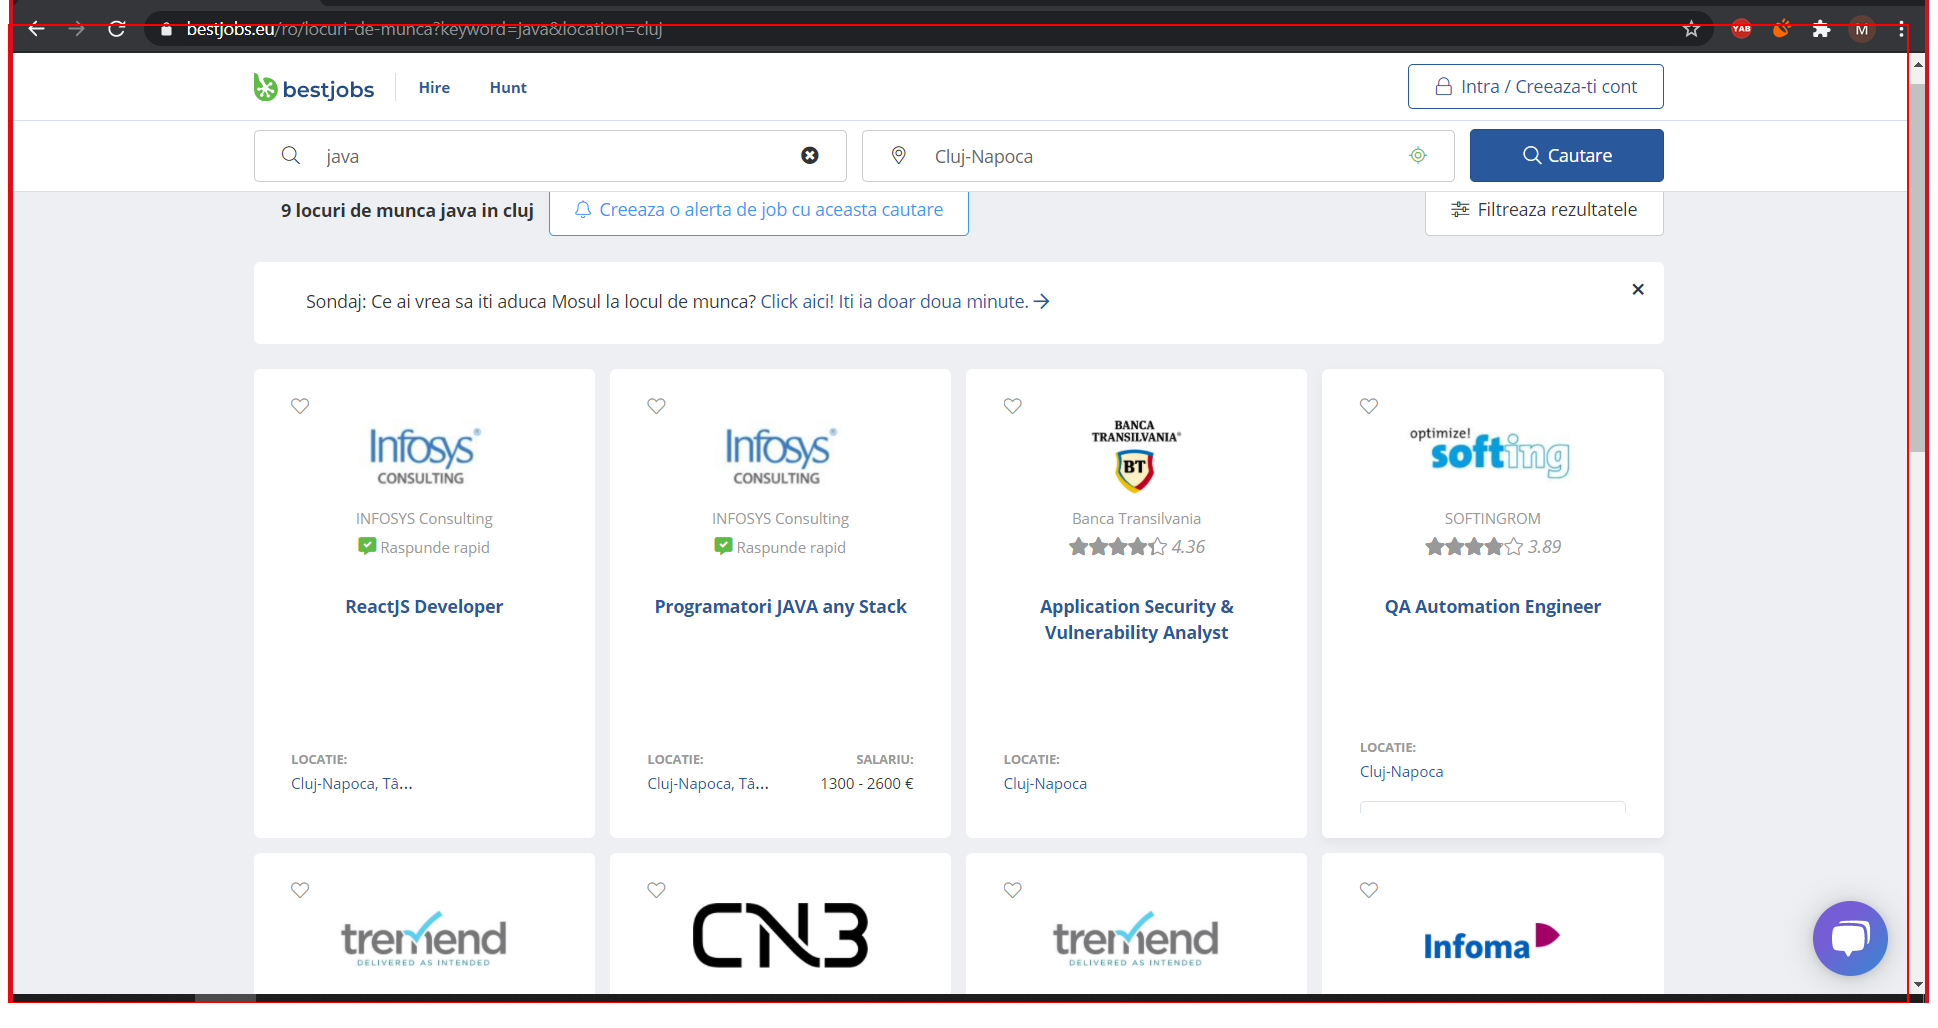 bestjobs.eu/ro/locuri-de-munca?keyword=java&location=cluj
YAB
M
bestjobs
Hire
Hunt
Intra / Creeaza-ti cont
java
Cluj-Napoca
Cautare
9 locuri de munca java in cluj
Creeaza o alerta de job cu aceasta cautare
Filtreaza rezultatele
Sondaj: Ce ai vrea sa iti aduca Mosul la locul de munca? Click aici! Iti ia doar doua minute.
Infosys®
CONSULTING
INFOSYS Consulting
Raspunde rapid
ReactJS Developer
LOCATIE:
Cluj-Napoca, Tâ...
Infosys®
CONSULTING
INFOSYS Consulting
Raspunde rapid
Programatori JAVA any Stack
LOCATIE:
Cluj-Napoca, Tâ...
SALARIU:
1300 - 2600 €
BANCA
TRANSILVANIA®
BT
Banca Transilvania
4.36
Application Security &
Vulnerability Analyst
LOCATIE:
Cluj-Napoca
optimize!
softing
SOFTINGROM
3.89
QA Automation Engineer
LOCATIE:
Cluj-Napoca
tremend
DELIVERED AS INTENDED
CN3
tremend
DELIVERED AS INTENDED
Infoma